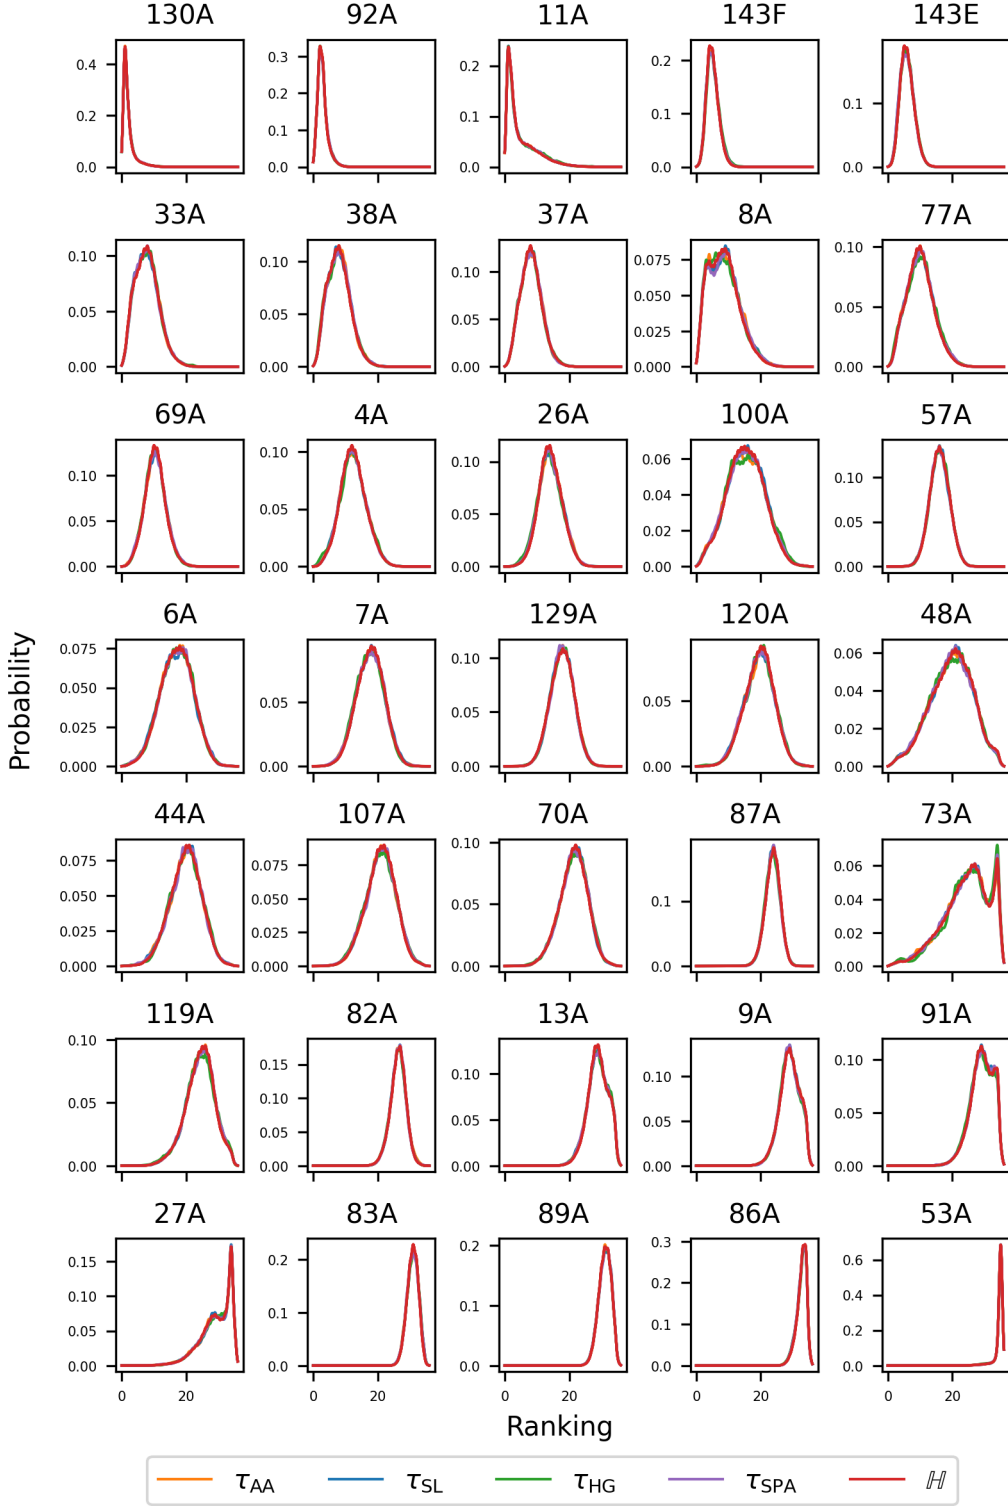 130A 92A 11A 143F 143E
0.4 0.3 0.2 0.2 0.1
0.2 0.2 0.1 0.1 0.0
0.0 0.1 0.0 0.0
0.0
33A 38A 37A 8A 77A
0.10 0.10 0.10 0.075 0.10
0.05 0.05 0.05 0.050 0.05
0.00 0.00 0.00 0.025 0.00
0.000
69A 4A 26A 100A 57A
0.10 0.10 0.10 0.06 0.10
0.05 0.05 0.05 0.04 0.05
0.00 0.00 0.00 0.02 0.00
0.00
Probability
6A 7A 129A 120A 48A
0.075 0.05 0.10 0.05 0.06
0.050 0.00 0.05 0.00 0.04
0.025 0.00 0.02
0.000 0.00
44A 107A 70A 87A 73A
0.075 0.075 0.10 0.1 0.06
0.050 0.050 0.05 0.0 0.04
0.025 0.025 0.00 0.02
0.000 0.000 0.00
119A 82A 13A 9A 91A
0.10 0.15 0.10 0.10 0.10
0.05 0.10 0.05 0.05 0.05
0.00 0.05 0.00 0.00 0.00
0.00
27A 83A 89A 86A 53A
0.15 0.2 0.2 0.3 0.6
0.10 0.1 0.1 0.2 0.4
0.05 0.0 0.0 0.1 0.2
0.00 0.0 0.0
0 20 0 20 0 20 0 20 0 20
Ranking
τAA τSL τHG τSPA ℍ